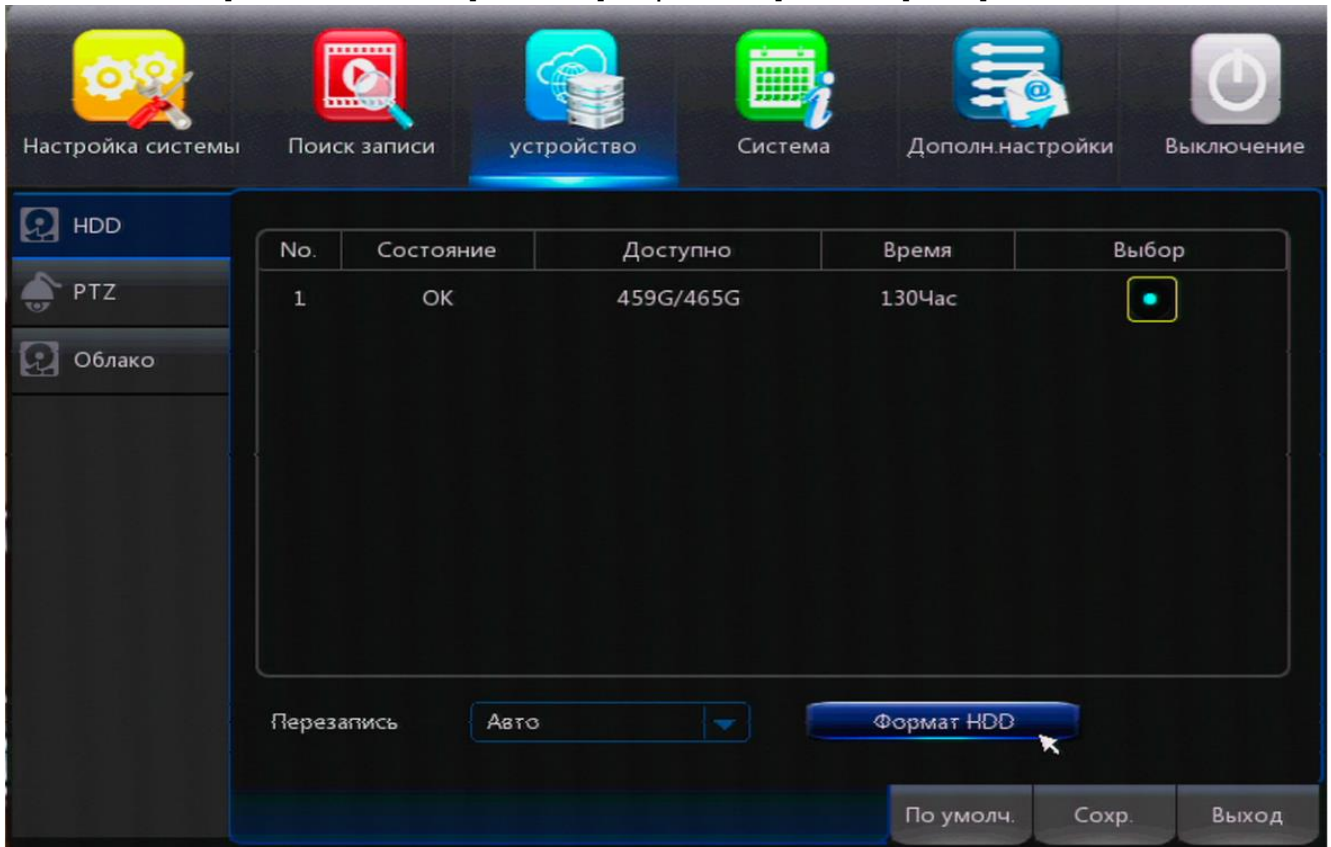 Настройка системы Поиск записи устройство Система Дополн.настройки Выключение
HDD
PTZ
Облако
No. Состояние Доступно Время Выбор
1 OK 459G/465G 130Час
Перезапись Авто Формат HDD
По умолч. Сохр. Выход